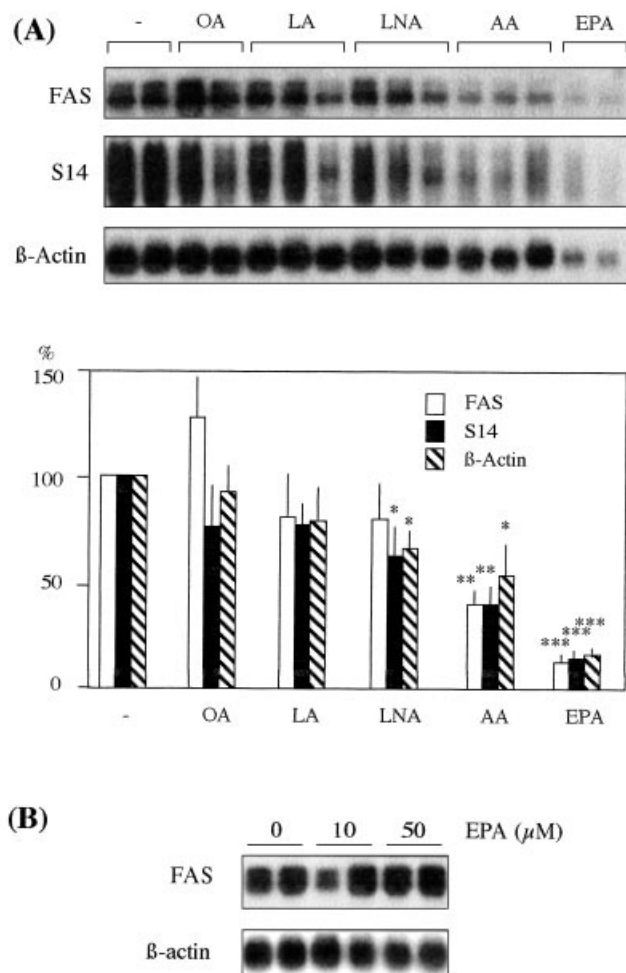 (A)
- OA LA LNA AA EPA
FAS
S14
ß-Actin
%
150
100
50
0
FAS
S14
ß-Actin
* *
** ** *
*** *** ***
- OA LA LNA AA EPA
(B)
0 10 50 EPA (µM)
FAS
ß-actin